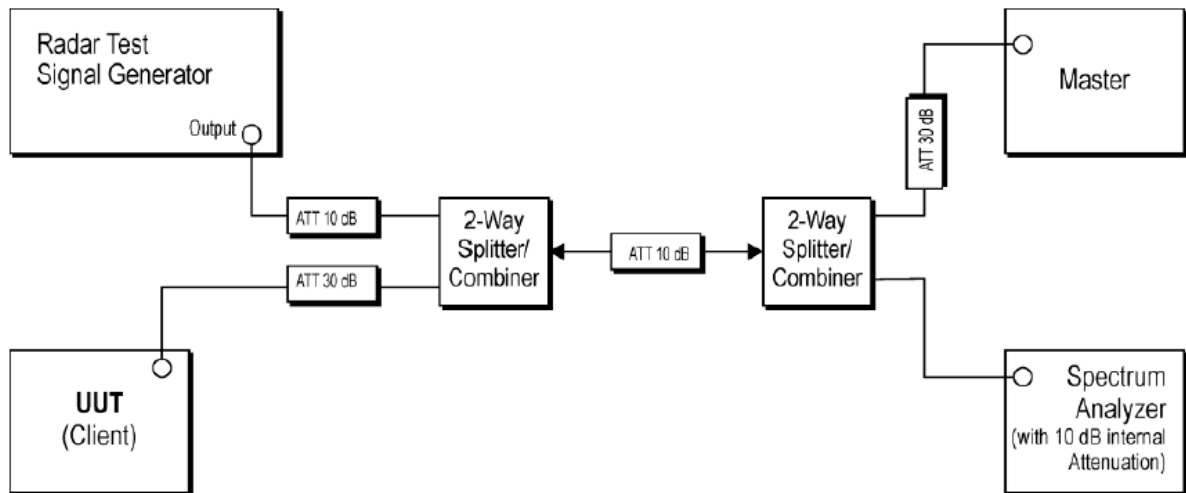 Radar Test
Signal Generator
Output
ATT 10 dB
2-Way
Splitter/
Combiner
ATT 30 dB
UUT
(Client)
ATT 10 dB
2-Way
Splitter/
Combiner
ATT 30 dB
Master
Spectrum
Analyzer
(with 10 dB internal
Attenuation)